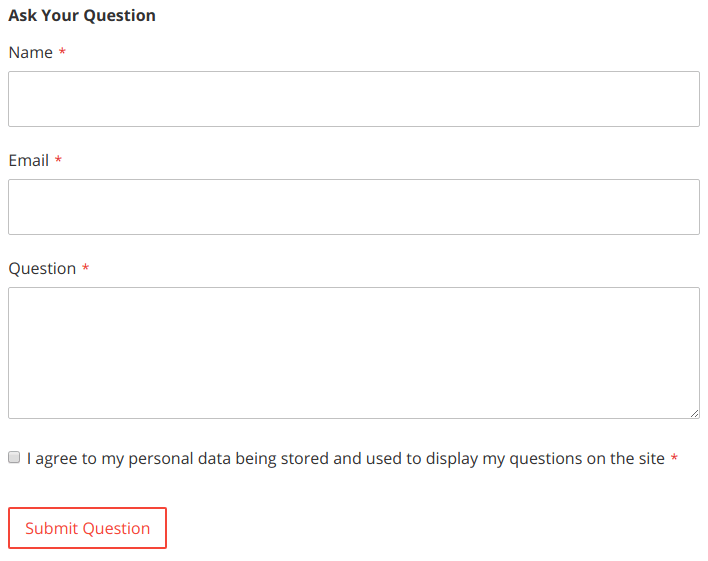 Ask Your Question
Name *
Email *
Question *
I agree to my personal data being stored and used to display my questions on the site *
Submit Question